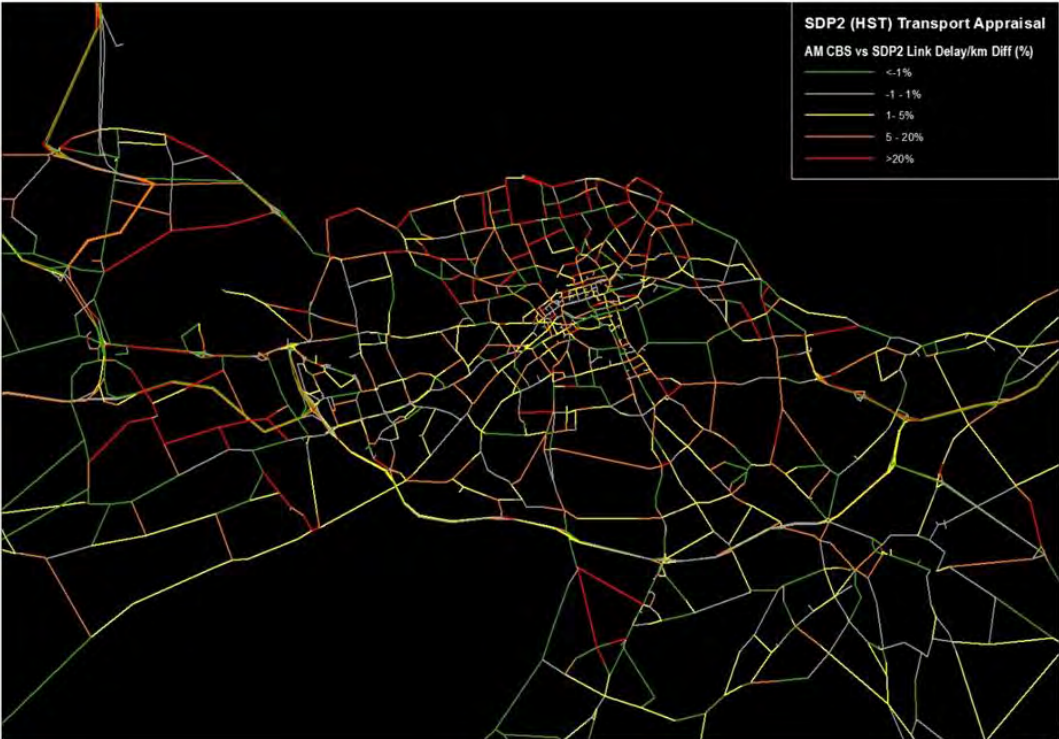 SDP2 (HST) Transport Appraisal
AM CBS vs SDP2 Link Delay/km Diff (%)
<-1%
-1 - 1%
1- 5%
5 - 20%
>20%